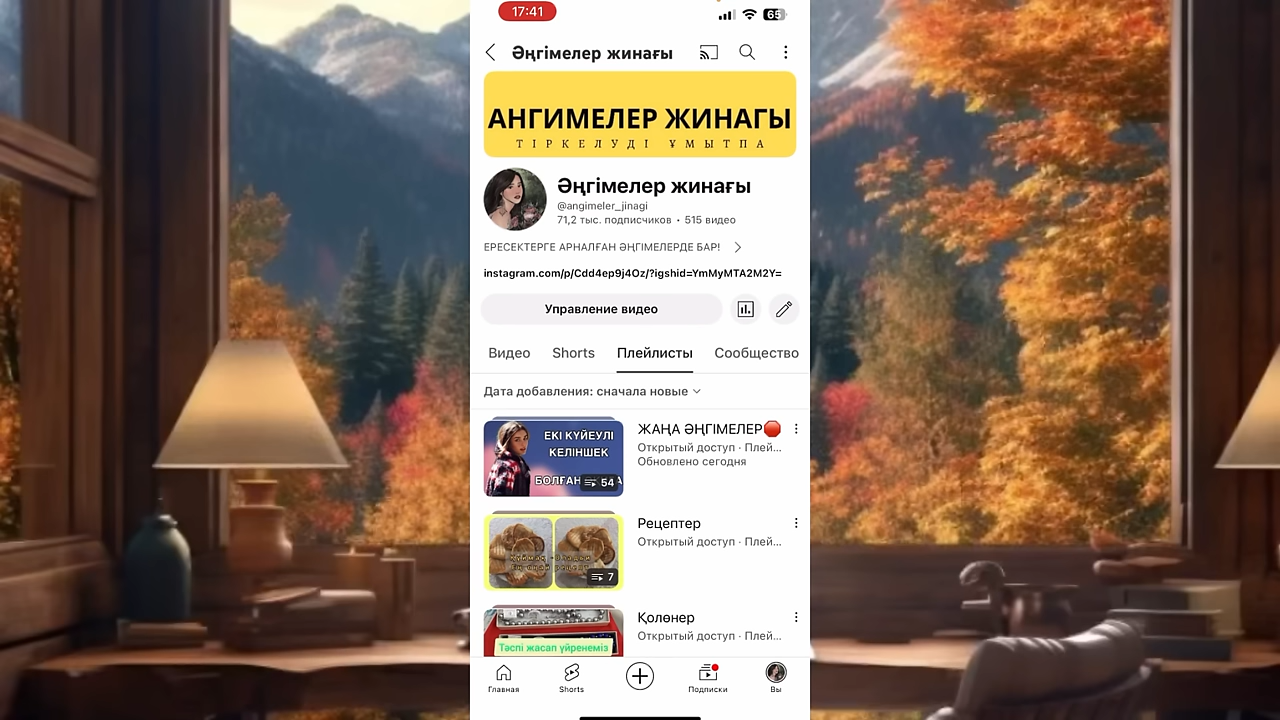 17:41
65
Әңгімелер жинағы
АНГИМЕЛЕР ЖИНАГЫ
ТІРКЕЛУДІ ҰМЫТПА
Әңгімелер жинағы
@angimeler_jinagi
71,2 тыс. подписчиков • 515 видео
ЕРЕСЕКТЕРГЕ АРНАЛҒАН ӘҢГІМЕЛЕРДЕ БАР!
instagram.com/p/Cdd4ep9j4Oz/?igshid=YmMyMTA2M2Y=
Управление видео
Видео Shorts Плейлисты Сообщество
Дата добавления: сначала новые
ЕКІ КҮЙЕУЛІ
КЕЛІНШЕК
54
ЖАҢА ӘҢГІМЕЛЕР
Открытый доступ · Плей...
Обновлено сегодня
7
Рецептер
Открытый доступ · Плей...
Тәспі жасап үйренеміз
Қолөнер
Открытый доступ · Плей...
Главная Shorts Подписки Вы